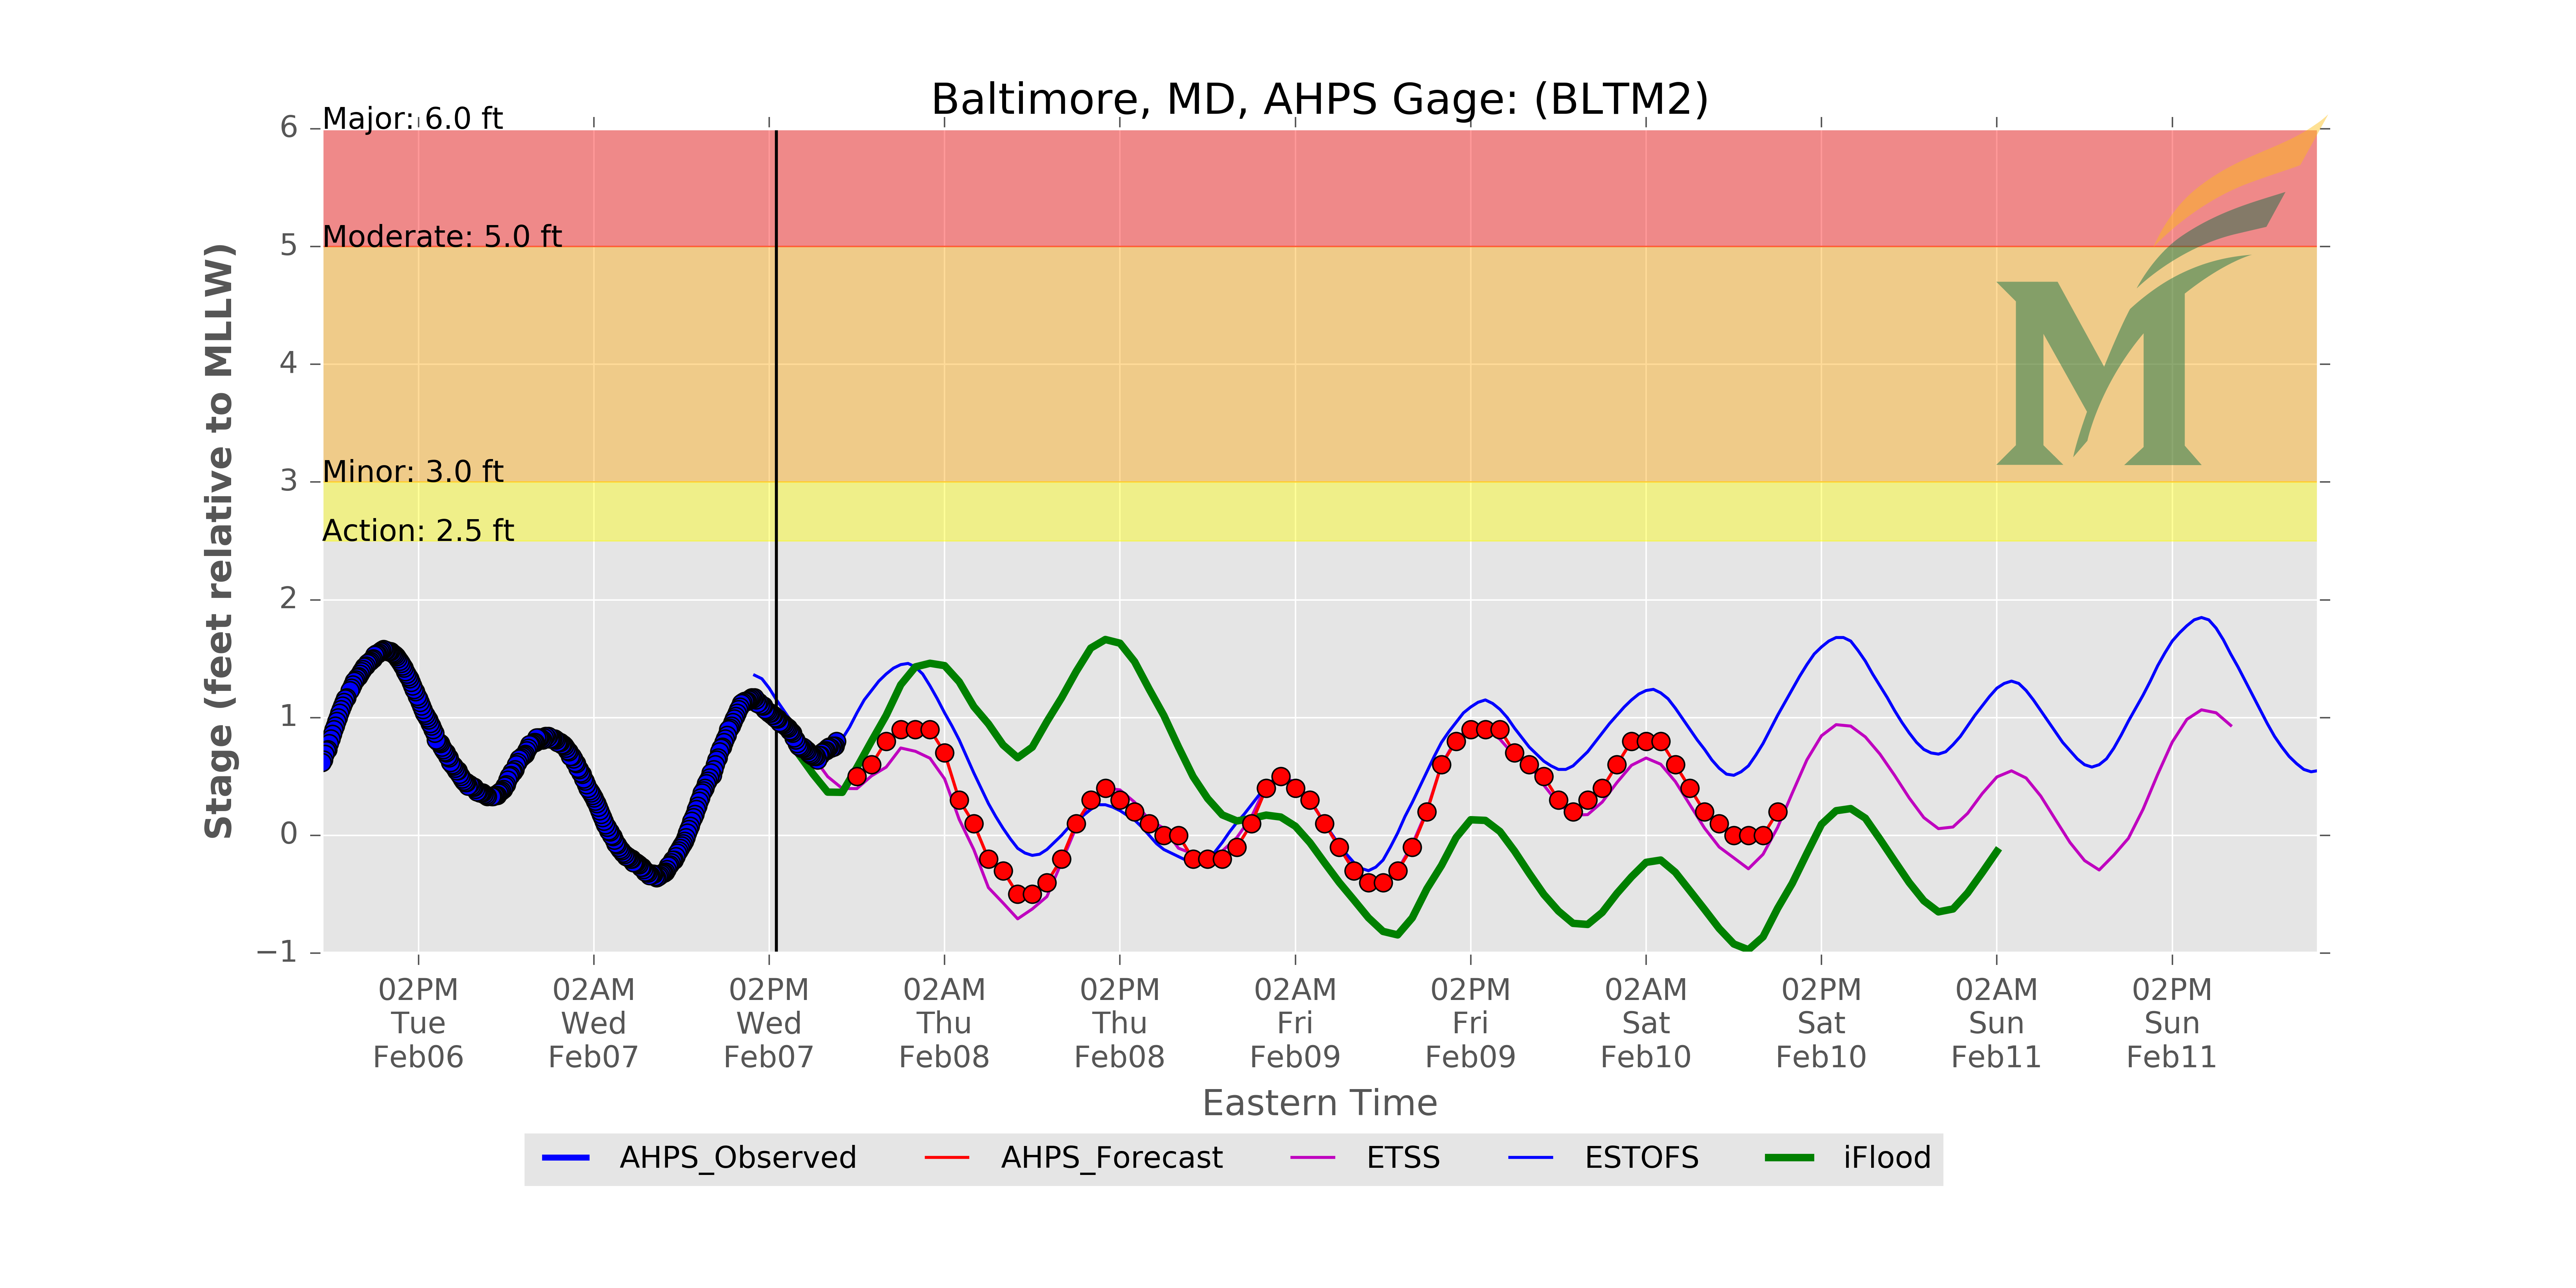 Baltimore, MD, AHPS Gage: (BLTM2)
Major: 6.0 ft
Moderate: 5.0 ft
Minor: 3.0 ft
Action: 2.5 ft
Stage (feet relative to MLLW)
6
5
4
3
2
1
0
−1
02PM 02AM 02PM 02AM 02PM 02AM 02PM 02AM 02PM 02AM 02PM
Tue Wed Wed Thu Thu Fri Fri Sat Sat Sun Sun
Feb06 Feb07 Feb07 Feb08 Feb08 Feb09 Feb09 Feb10 Feb10 Feb11 Feb11
Eastern Time
AHPS_Observed AHPS_Forecast ETSS ESTOFS iFlood
M